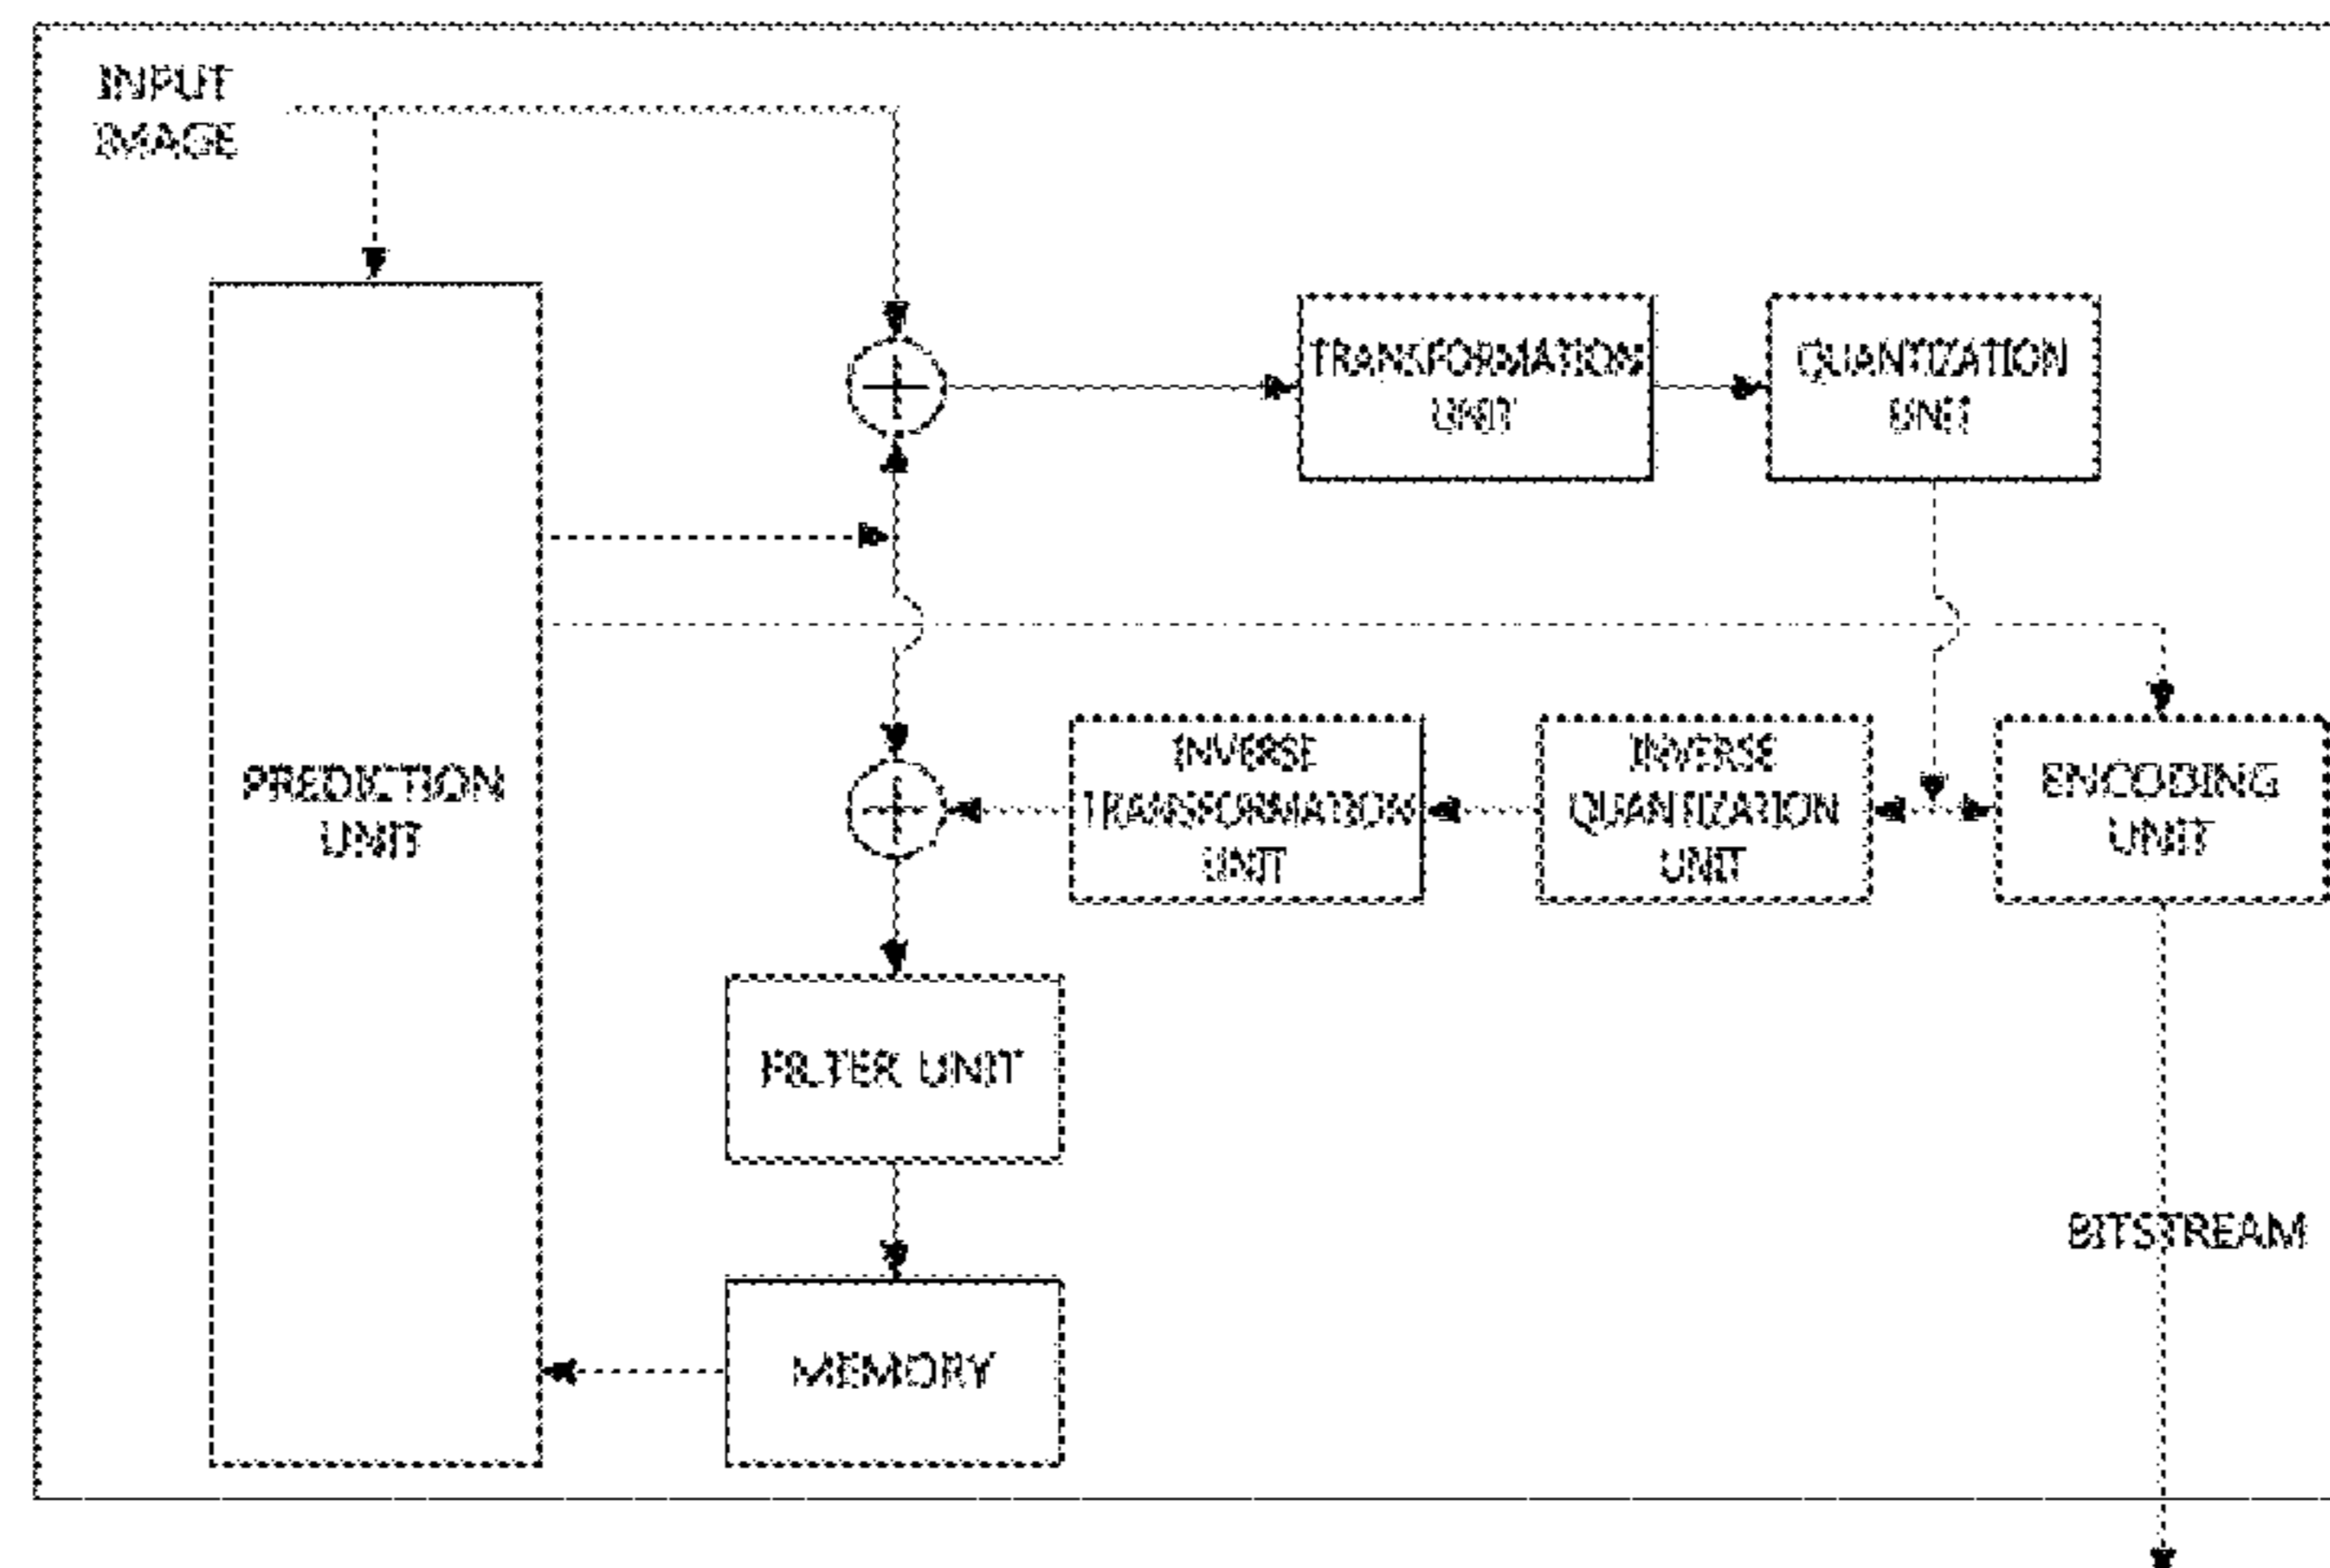 INPUT
IMAGE
TRANSFORMATION
UNIT
QUANTIZATION
UNIT
PREDICTION
UNIT
INVERSE
TRANSFORMATION
UNIT
INVERSE
QUANTIZATION
UNIT
ENCODING
UNIT
FILTER UNIT
BITSTREAM
MEMORY